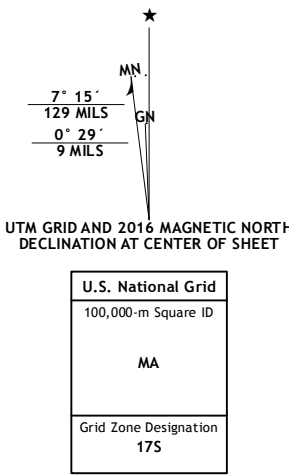 ★
MN
7° 15´
129 MILS
GN
0° 29´
9 MILS
UTM GRID AND 2016 MAGNETIC NORTH
DECLINATION AT CENTER OF SHEET
U.S. National Grid
100,000-m Square ID
MA
Grid Zone Designation
17S